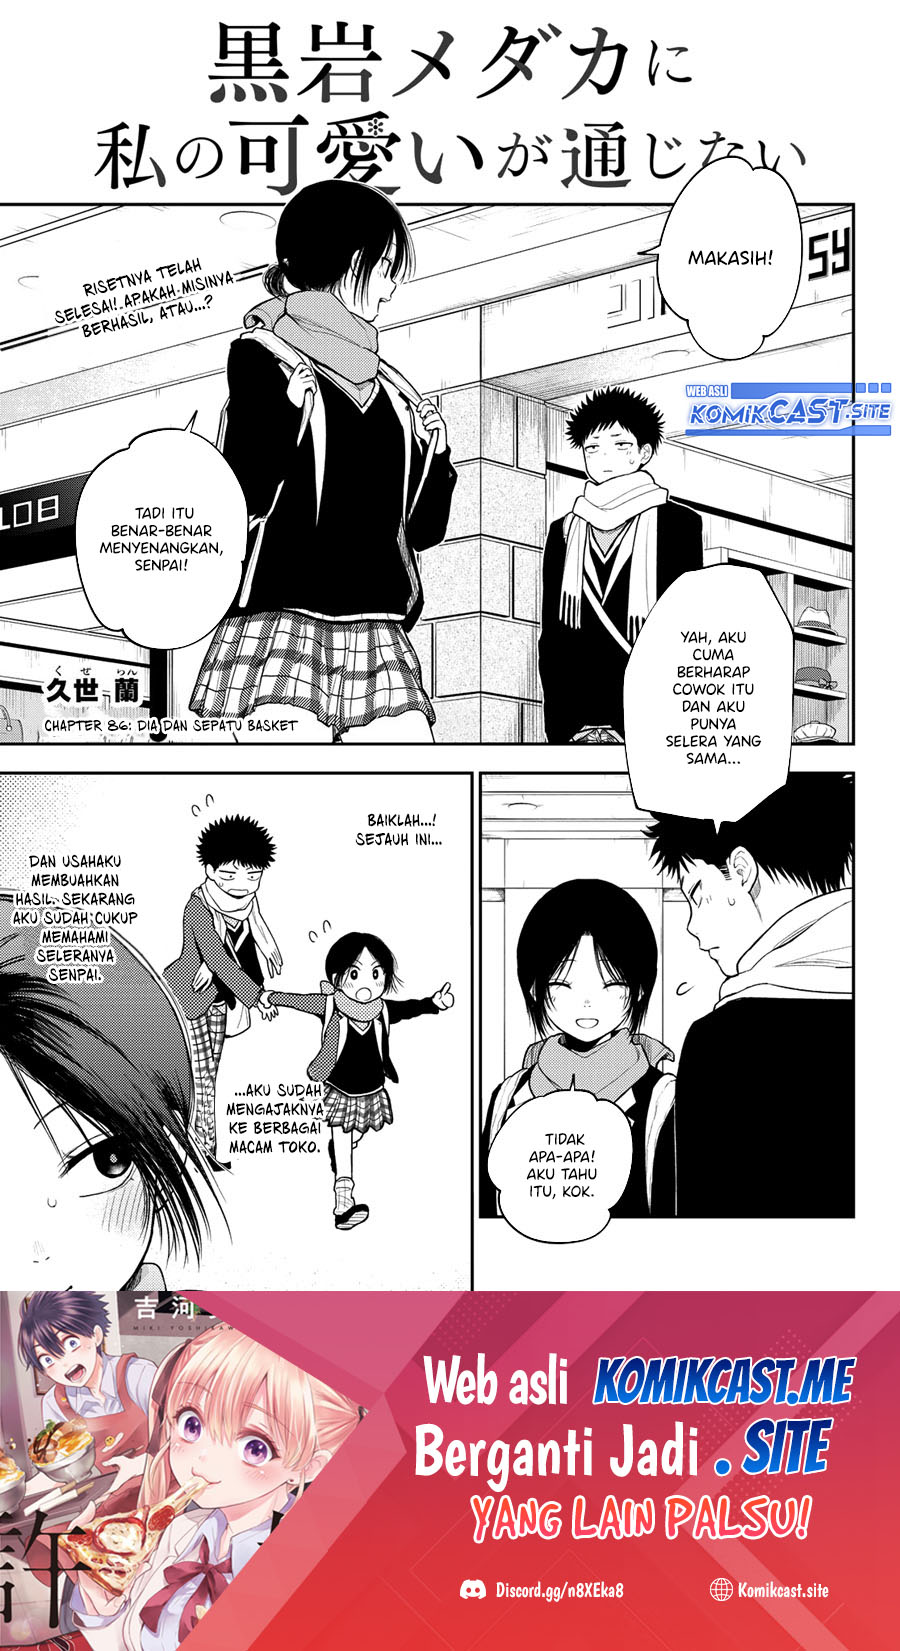 黒岩メダカに
私の可愛いが通じない
MAKASIH!
SY
RISETNYA TELAH
SELESAI! APAKAH MISINYA
BERHASIL, ATAU...?
WEB ASLI
KOMIKCAST.SITE
108
TADI ITU
BENAR-BENAR
MENYENANGKAN,
SENPAI!
YAH, AKU
CUMA
BERHARAP
COWOK ITU
DAN AKU
PUNYA
SELERA YANG
SAMA...
くぜ らん
久世 蘭
CHAPTER 86: DIA DAN SEPATU BASKET
BAIKLAH...!
SEJAUH INI...
DAN USAHAKU
MEMBUAHKAN
HASIL. SEKARANG
AKU SUDAH CUKUP
MEMAHAMI
SELERANYA
SENPAI.
...AKU SUDAH
MENGAJAKNYA
KE BERBAGAI
MACAM TOKO.
TIDAK
APA-APA!
AKU TAHU
ITU, KOK.
吉河
MIKI YOSHIKAW
許
Web asli KOMIKCAST.ME
Berganti Jadi .SITE
YANG LAIN PALSU!
Discord.gg/n8XEka8
Komikcast.site